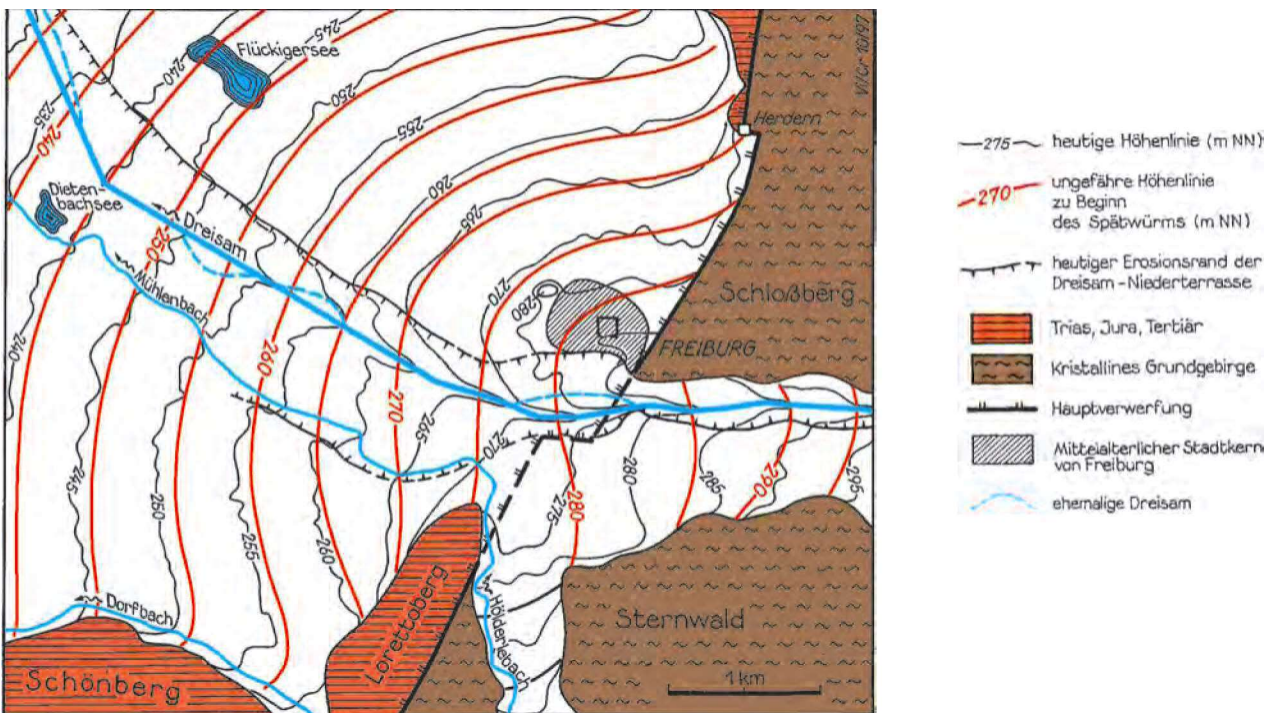 245
Flückigersee
240
250
235
240
255
Herdern
W/Cr 10/97
Dieten-
bachsee
Dreisam
260
250
265
Mühlenbach
270
280
Schloßberg
240
260
FREIBURG
270
265
270
245
280
285
290
295
250
275
280
255
260
Dorfbach
Lorettoberg
Hölderlebach
Sternwald
Schönberg
1 km
275 heutige Höhenlinie (m NN)
270 ungefähre Höhenlinie
zu Beginn
des Spätwürms (m NN)
heutiger Erosionsrand der
Dreisam-Niederterrasse
Trias, Jura, Tertiär
Kristallines Grundgebirge
Hauptverwerfung
Mittelalterlicher Stadtkern
von Freiburg
ehemalige Dreisam